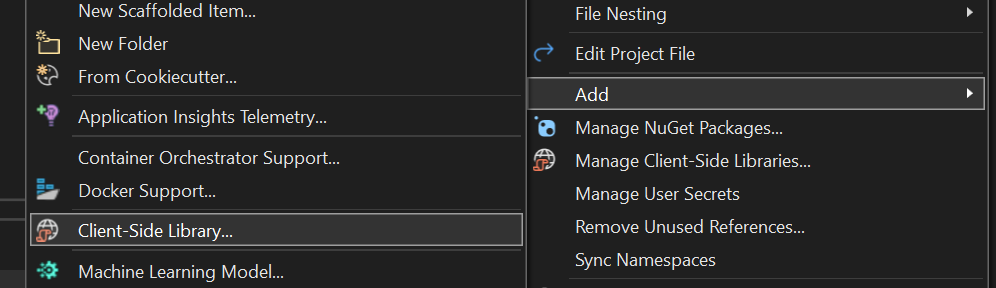 New Scaffolded Item...
New Folder
From Cookiecutter...
Application Insights Telemetry...
Container Orchestrator Support...
Docker Support...
Client-Side Library...
Machine Learning Model...
File Nesting
Edit Project File
Add
Manage NuGet Packages...
Manage Client-Side Libraries...
Manage User Secrets
Remove Unused References...
Sync Namespaces